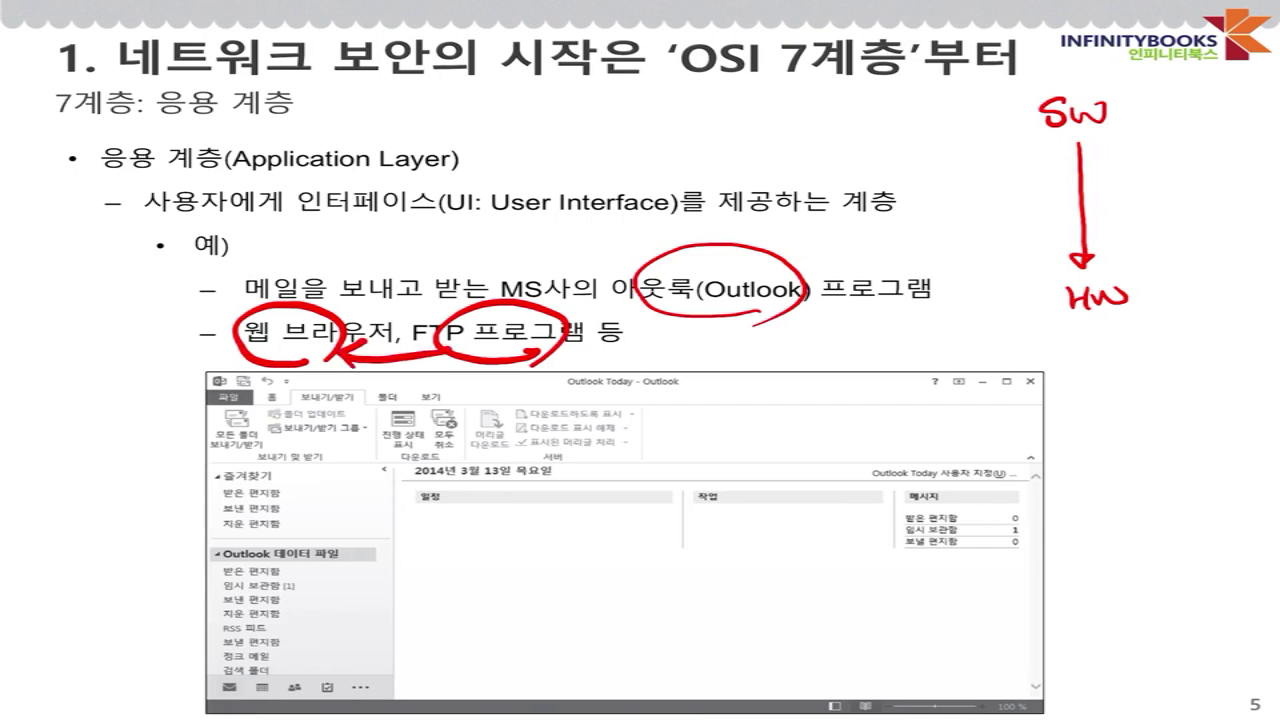 1. 네트워크 보안의 시작은 ‘OSI 7계층’부터
INFINITYBOOKS
인피니티북스
7계층: 응용 계층
SW
• 응용 계층(Application Layer)
– 사용자에게 인터페이스(UI: User Interface)를 제공하는 계층
• 예)
– 메일을 보내고 받는 MS사의 아웃룩(Outlook) 프로그램
HW
– 웹 브라우저, FTP 프로그램 등
Outlook Today - Outlook
파일 홈 보내기/받기 폴더 보기
모든 폴더 보내기/받기
폴더 업데이트
보내기/받기 그룹
보내기 및 받기
진행 상태 표시
모두 취소
다운로드
머리글 다운로드
다운로드하도록 표시
다운로드 표시 해제
표시된 머리글 처리
서버
즐겨찾기
받은 편지함
보낸 편지함
지운 편지함
Outlook 데이터 파일
받은 편지함
임시 보관함 [1]
보낸 편지함
지운 편지함
RSS 피드
보낼 편지함
정크 메일
검색 폴더
2014년 3월 13일 목요일
Outlook Today 사용자 지정(U) ...
일정 작업 메시지
받은 편지함 0
임시 보관함 1
보낼 편지함 0
100 %
5